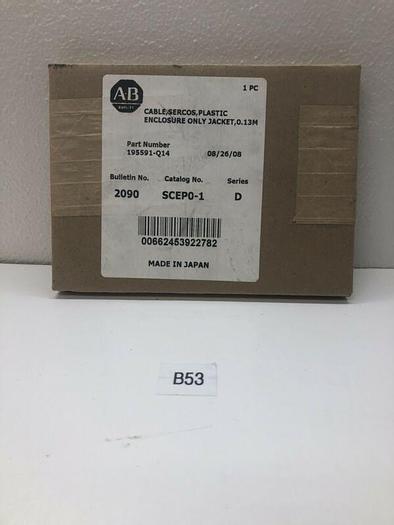 AB
1 PC
CABLE,SERCOS,PLASTIC
ENCLOSURE ONLY JACKET,0.13M
Part Number
195591-Q14 08/26/08
Bulletin No. Catalog No. Series
2090 SCEP0-1 D
00662453922782
MADE IN JAPAN
B53